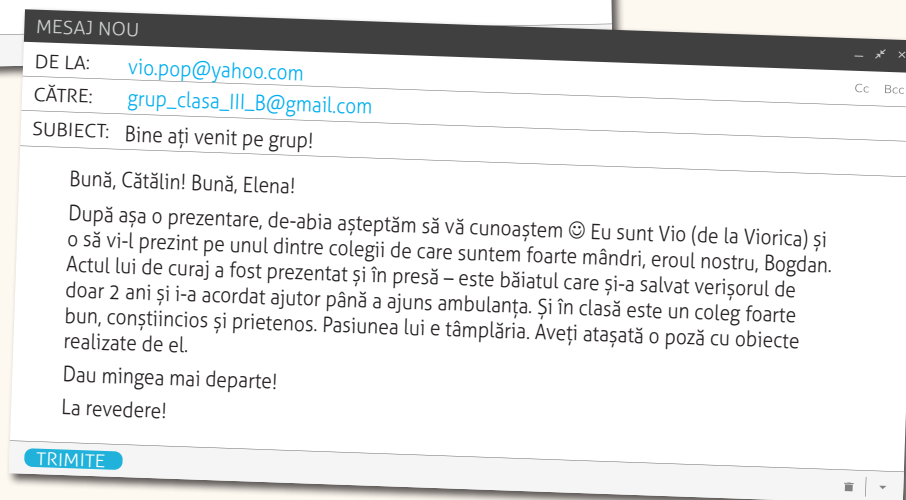 MESAJ NOU
DE LA: vio.pop@yahoo.com
Cc Bcc
CĂTRE: grup_clasa_III_B@gmail.com
SUBIECT: Bine ați venit pe grup!
Bună, Cătălin! Bună, Elena!
După așa o prezentare, de-abia așteptăm să vă cunoaștem ☺ Eu sunt Vio (de la Viorica) și
o să vi-l prezint pe unul dintre colegii de care suntem foarte mândri, eroul nostru, Bogdan.
Actul lui de curaj a fost prezentat și în presă – este băiatul care și-a salvat verișorul de
doar 2 ani și i-a acordat ajutor până a ajuns ambulanța. Și în clasă este un coleg foarte
bun, conștiincios și prietenos. Pasiunea lui e tâmplăria. Aveți atașată o poză cu obiecte
realizate de el.
Dau mingea mai departe!
La revedere!
TRIMITE